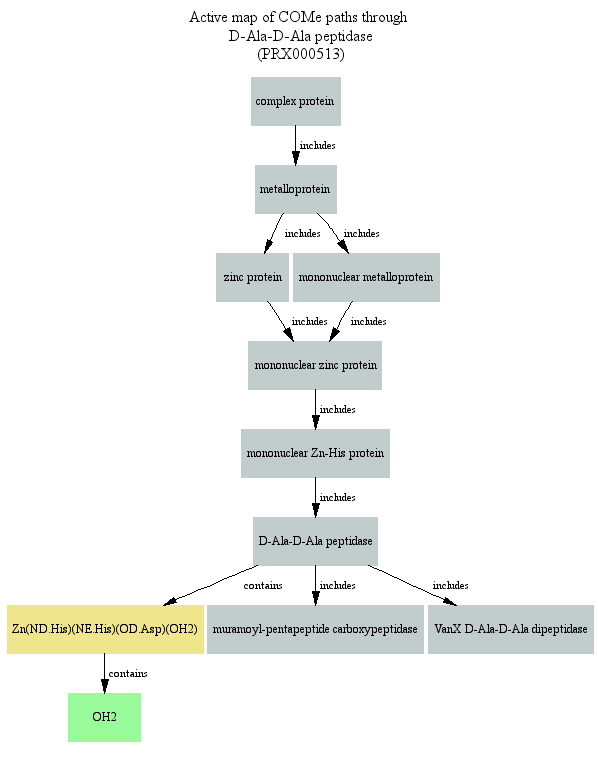 Active map of COMe paths through
D-Ala-D-Ala peptidase
(PRX000513)
complex protein
includes
metalloprotein
includes
includes
zinc protein
mononuclear metalloprotein
includes
includes
mononuclear zinc protein
includes
mononuclear Zn-His protein
includes
D-Ala-D-Ala peptidase
contains
includes
includes
Zn(ND.His)(NE.His)(OD.Asp)(OH2)
muramoyl-pentapeptide carboxypeptidase
VanX D-Ala-D-Ala dipeptidase
contains
OH2